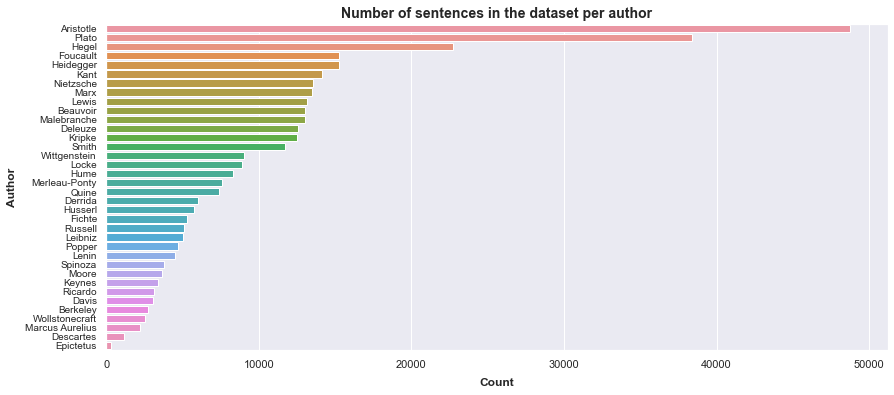 Number of sentences in the dataset per author
Author
Aristotle
Plato
Hegel
Foucault
Heidegger
Kant
Nietzsche
Marx
Lewis
Beauvoir
Malebranche
Deleuze
Kripke
Smith
Wittgenstein
Locke
Hume
Merleau-Ponty
Quine
Derrida
Husserl
Fichte
Russell
Leibniz
Popper
Lenin
Spinoza
Moore
Keynes
Ricardo
Davis
Berkeley
Wollstonecraft
Marcus Aurelius
Descartes
Epictetus
0 10000 20000 30000 40000 50000
Count